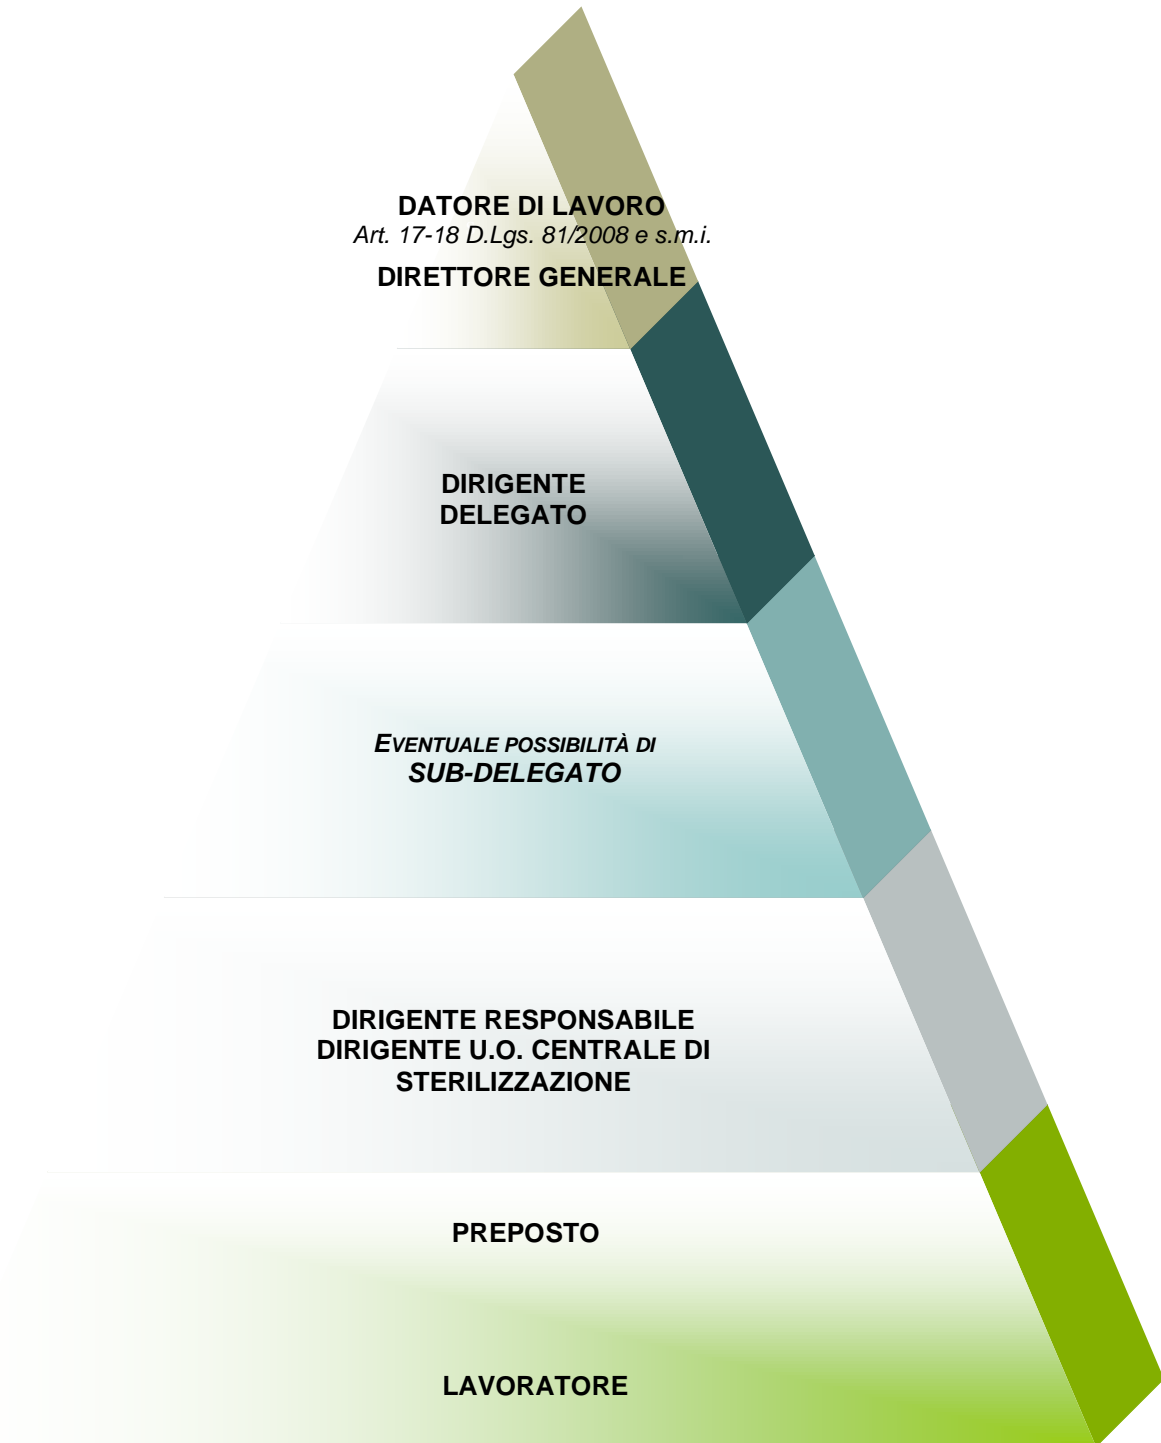 DATORE DI LAVORO
Art. 17-18 D.Lgs. 81/2008 e s.m.i.
DIRETTORE GENERALE
DIRIGENTE
DELEGATO
EVENTUALE POSSIBILITÀ DI
SUB-DELEGATO
DIRIGENTE RESPONSABILE
DIRIGENTE U.O. CENTRALE DI
STERILIZZAZIONE
PREPOSTO
LAVORATORE